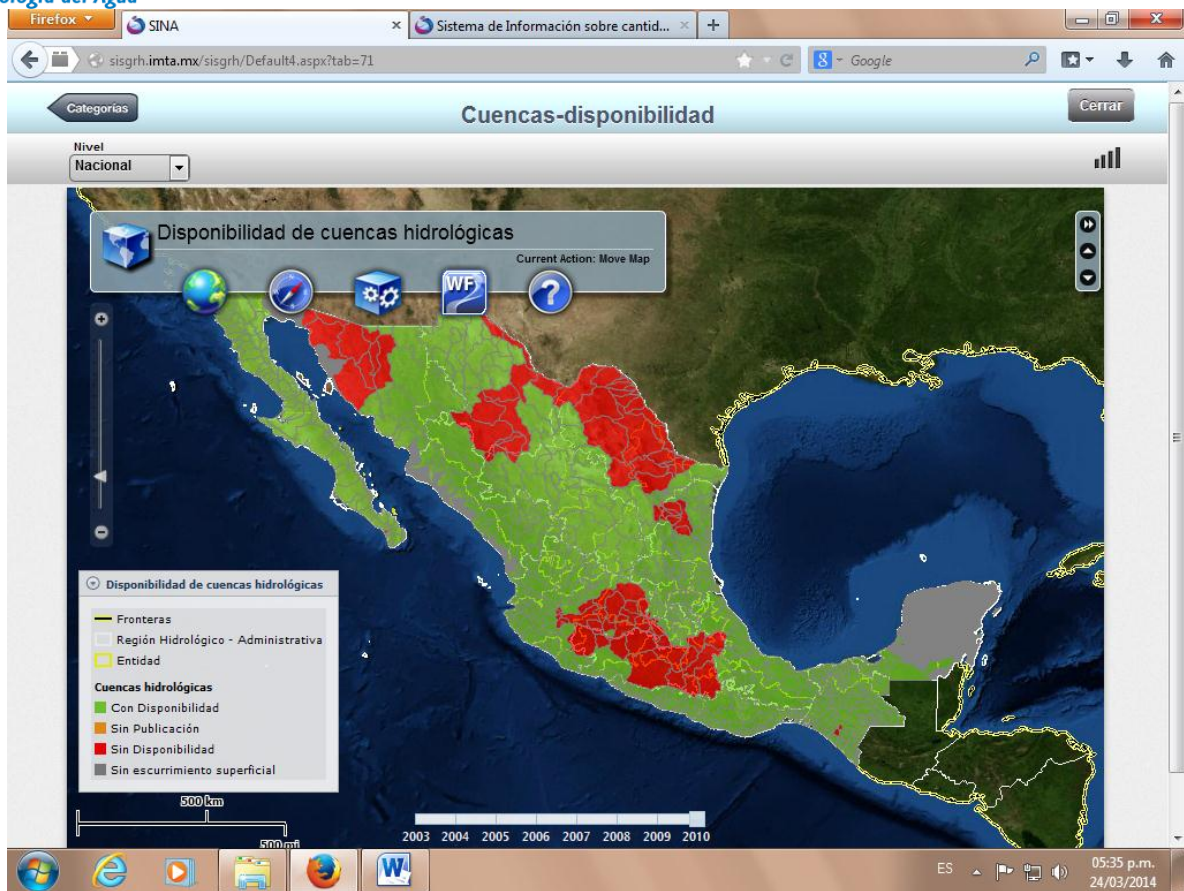 Firefox
SINA
Sistema de Información sobre cantid...
sisgrh.imta.mx/sisgrh/Default4.aspx?tab=71
Google
Categorías
Cuencas-disponibilidad
Cerrar
Nivel
Nacional
Disponibilidad de cuencas hidrológicas
Current Action: Move Map
WF
?
Disponibilidad de cuencas hidrológicas
Fronteras
Región Hidrológico - Administrativa
Entidad
Cuencas hidrológicas
Con Disponibilidad
Sin Publicación
Sin Disponibilidad
Sin escurrimiento superficial
500 km
500 mi
2003 2004 2005 2006 2007 2008 2009 2010
ES
05:35 p.m.
24/03/2014